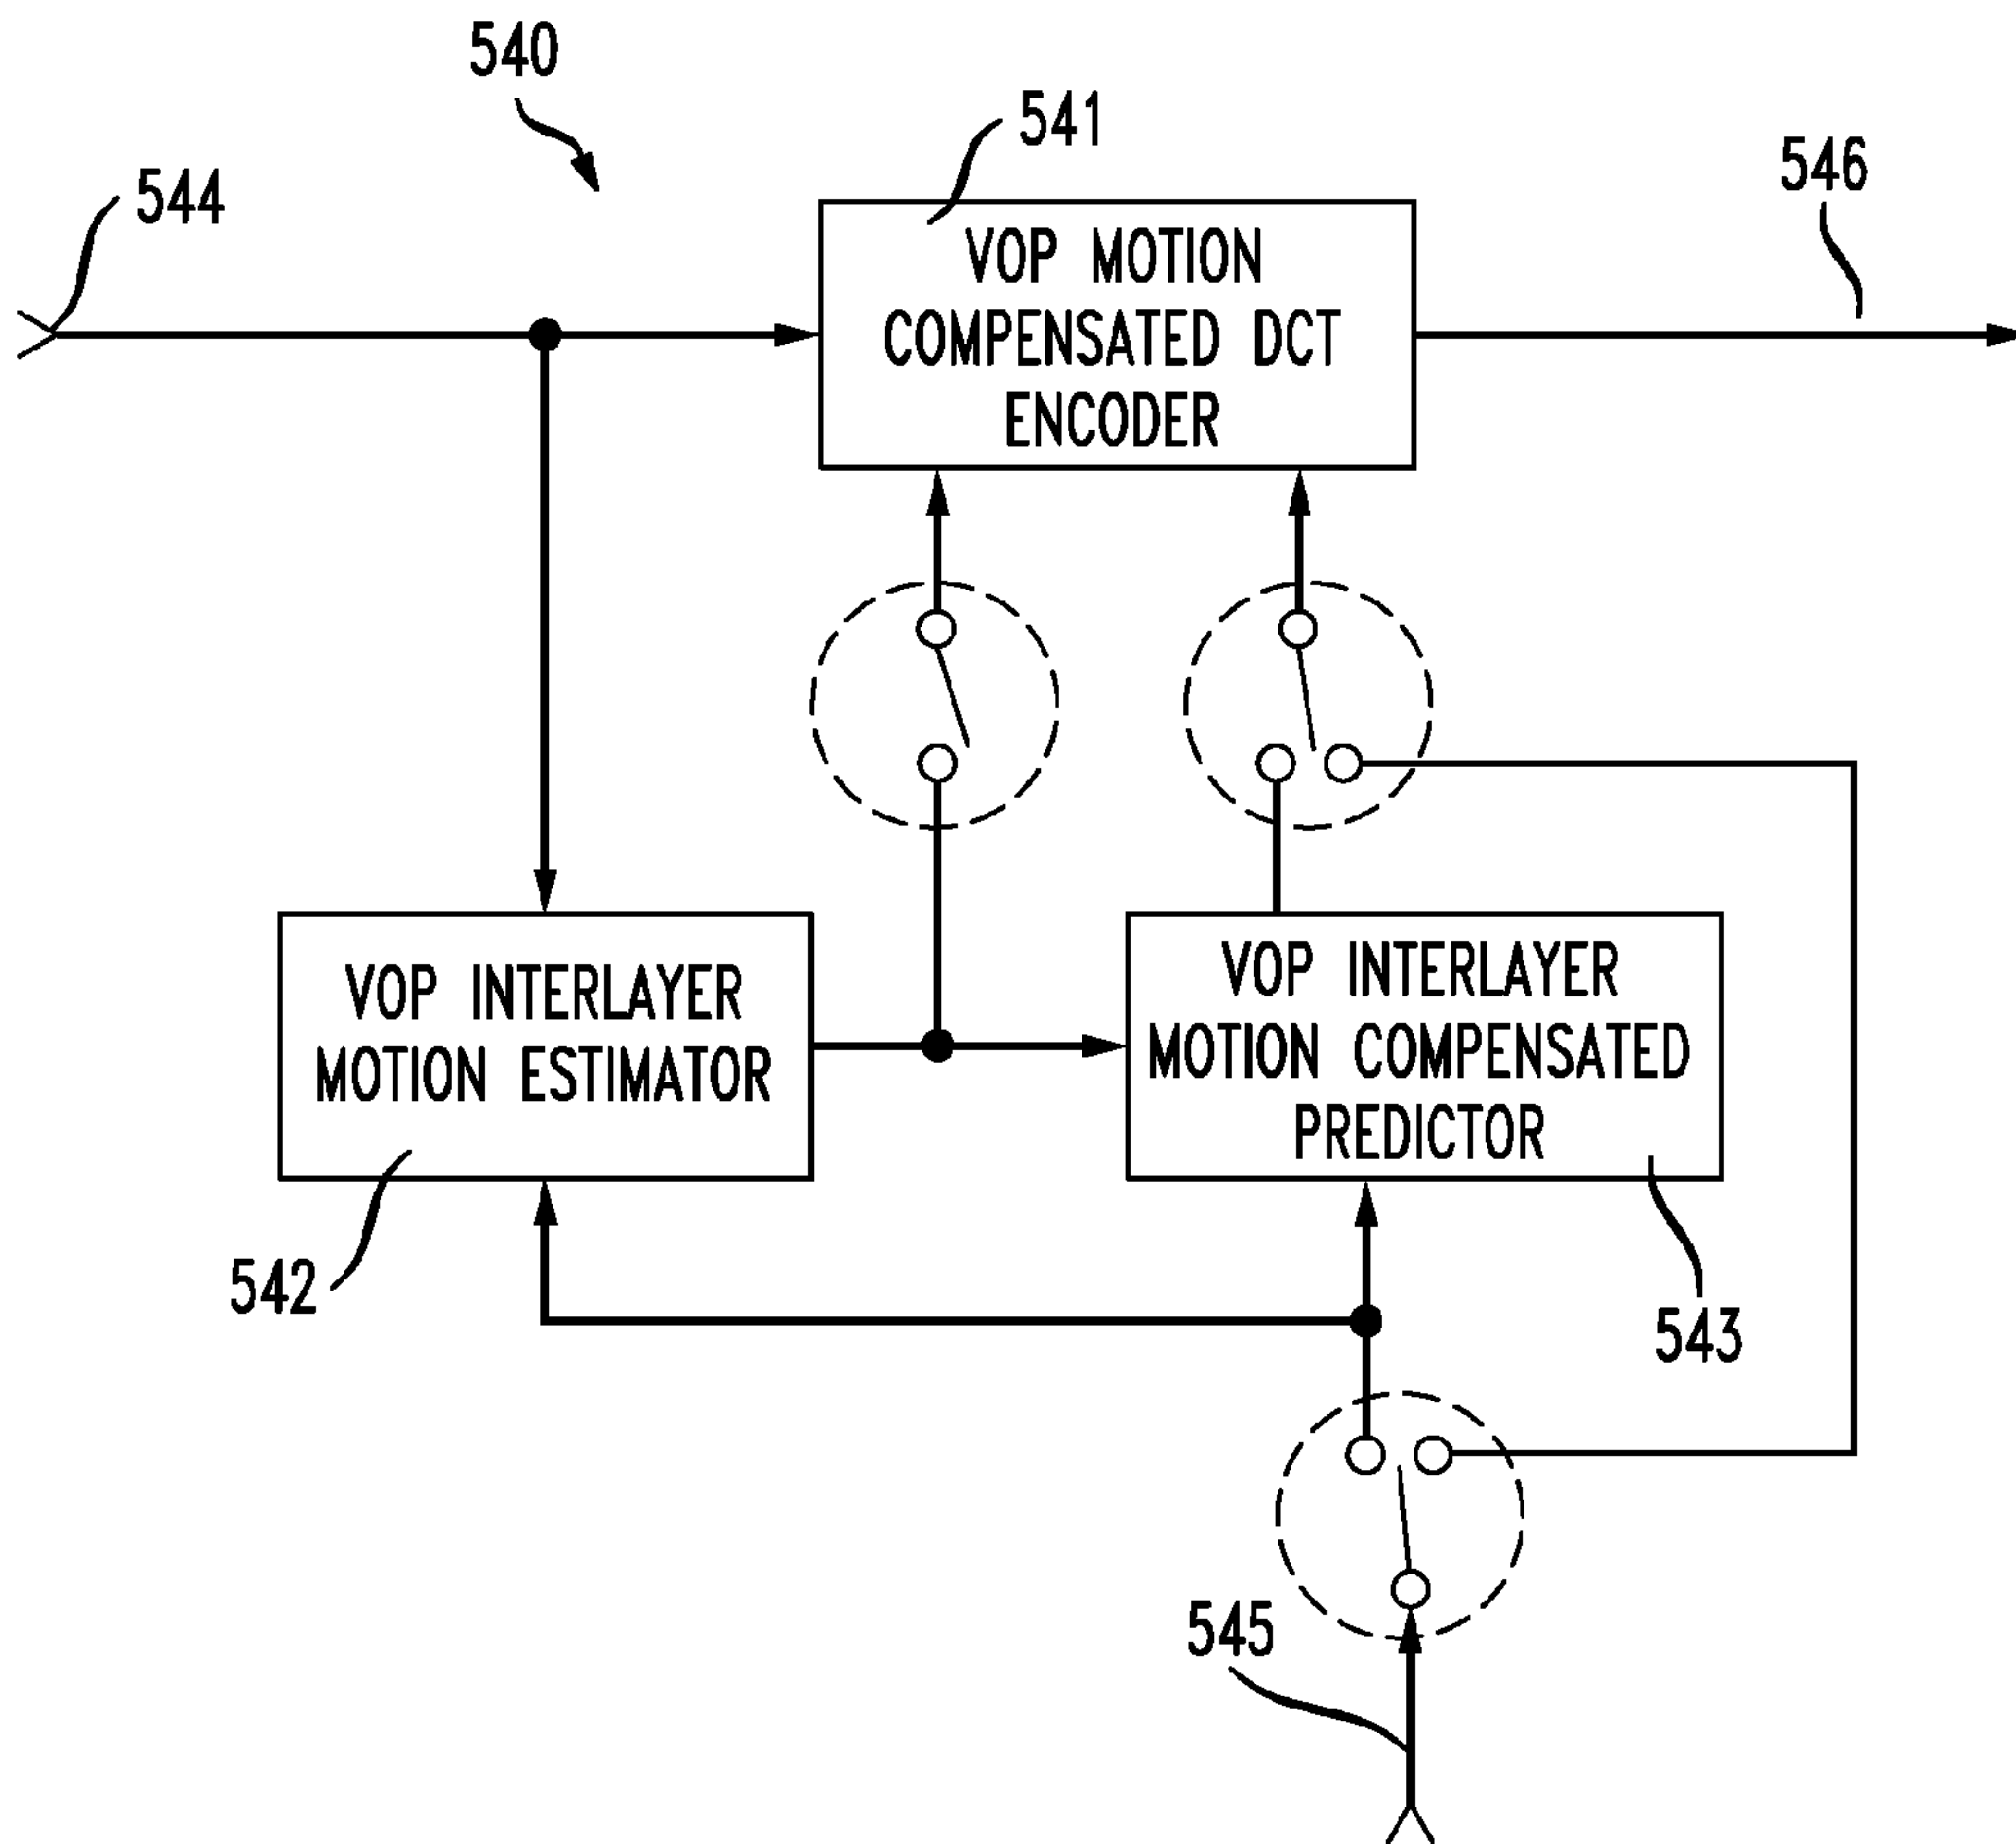 540
541
546
544
VOP MOTION
COMPENSATED DCT
ENCODER
VOP INTERLAYER
MOTION ESTIMATOR
VOP INTERLAYER
MOTION COMPENSATED
PREDICTOR
542
543
545